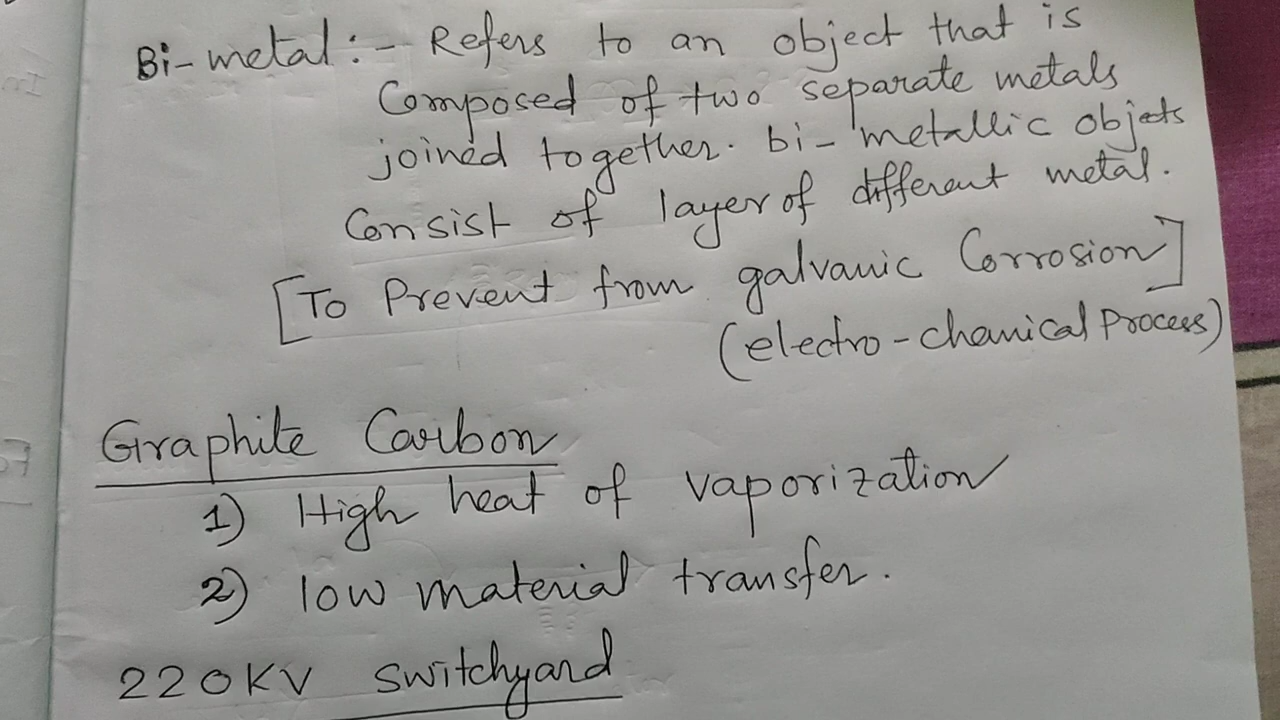 Bi-metal :- Refers to an object that is
Composed of two separate metals
joined together. bi-metallic objets
Consist of layer of different metal.
[To Prevent from galvanic Corrosion]
(electro-chemical Process)
Graphite Carbon
1) High heat of vaporization
2) low material transfer.
220KV switchyard